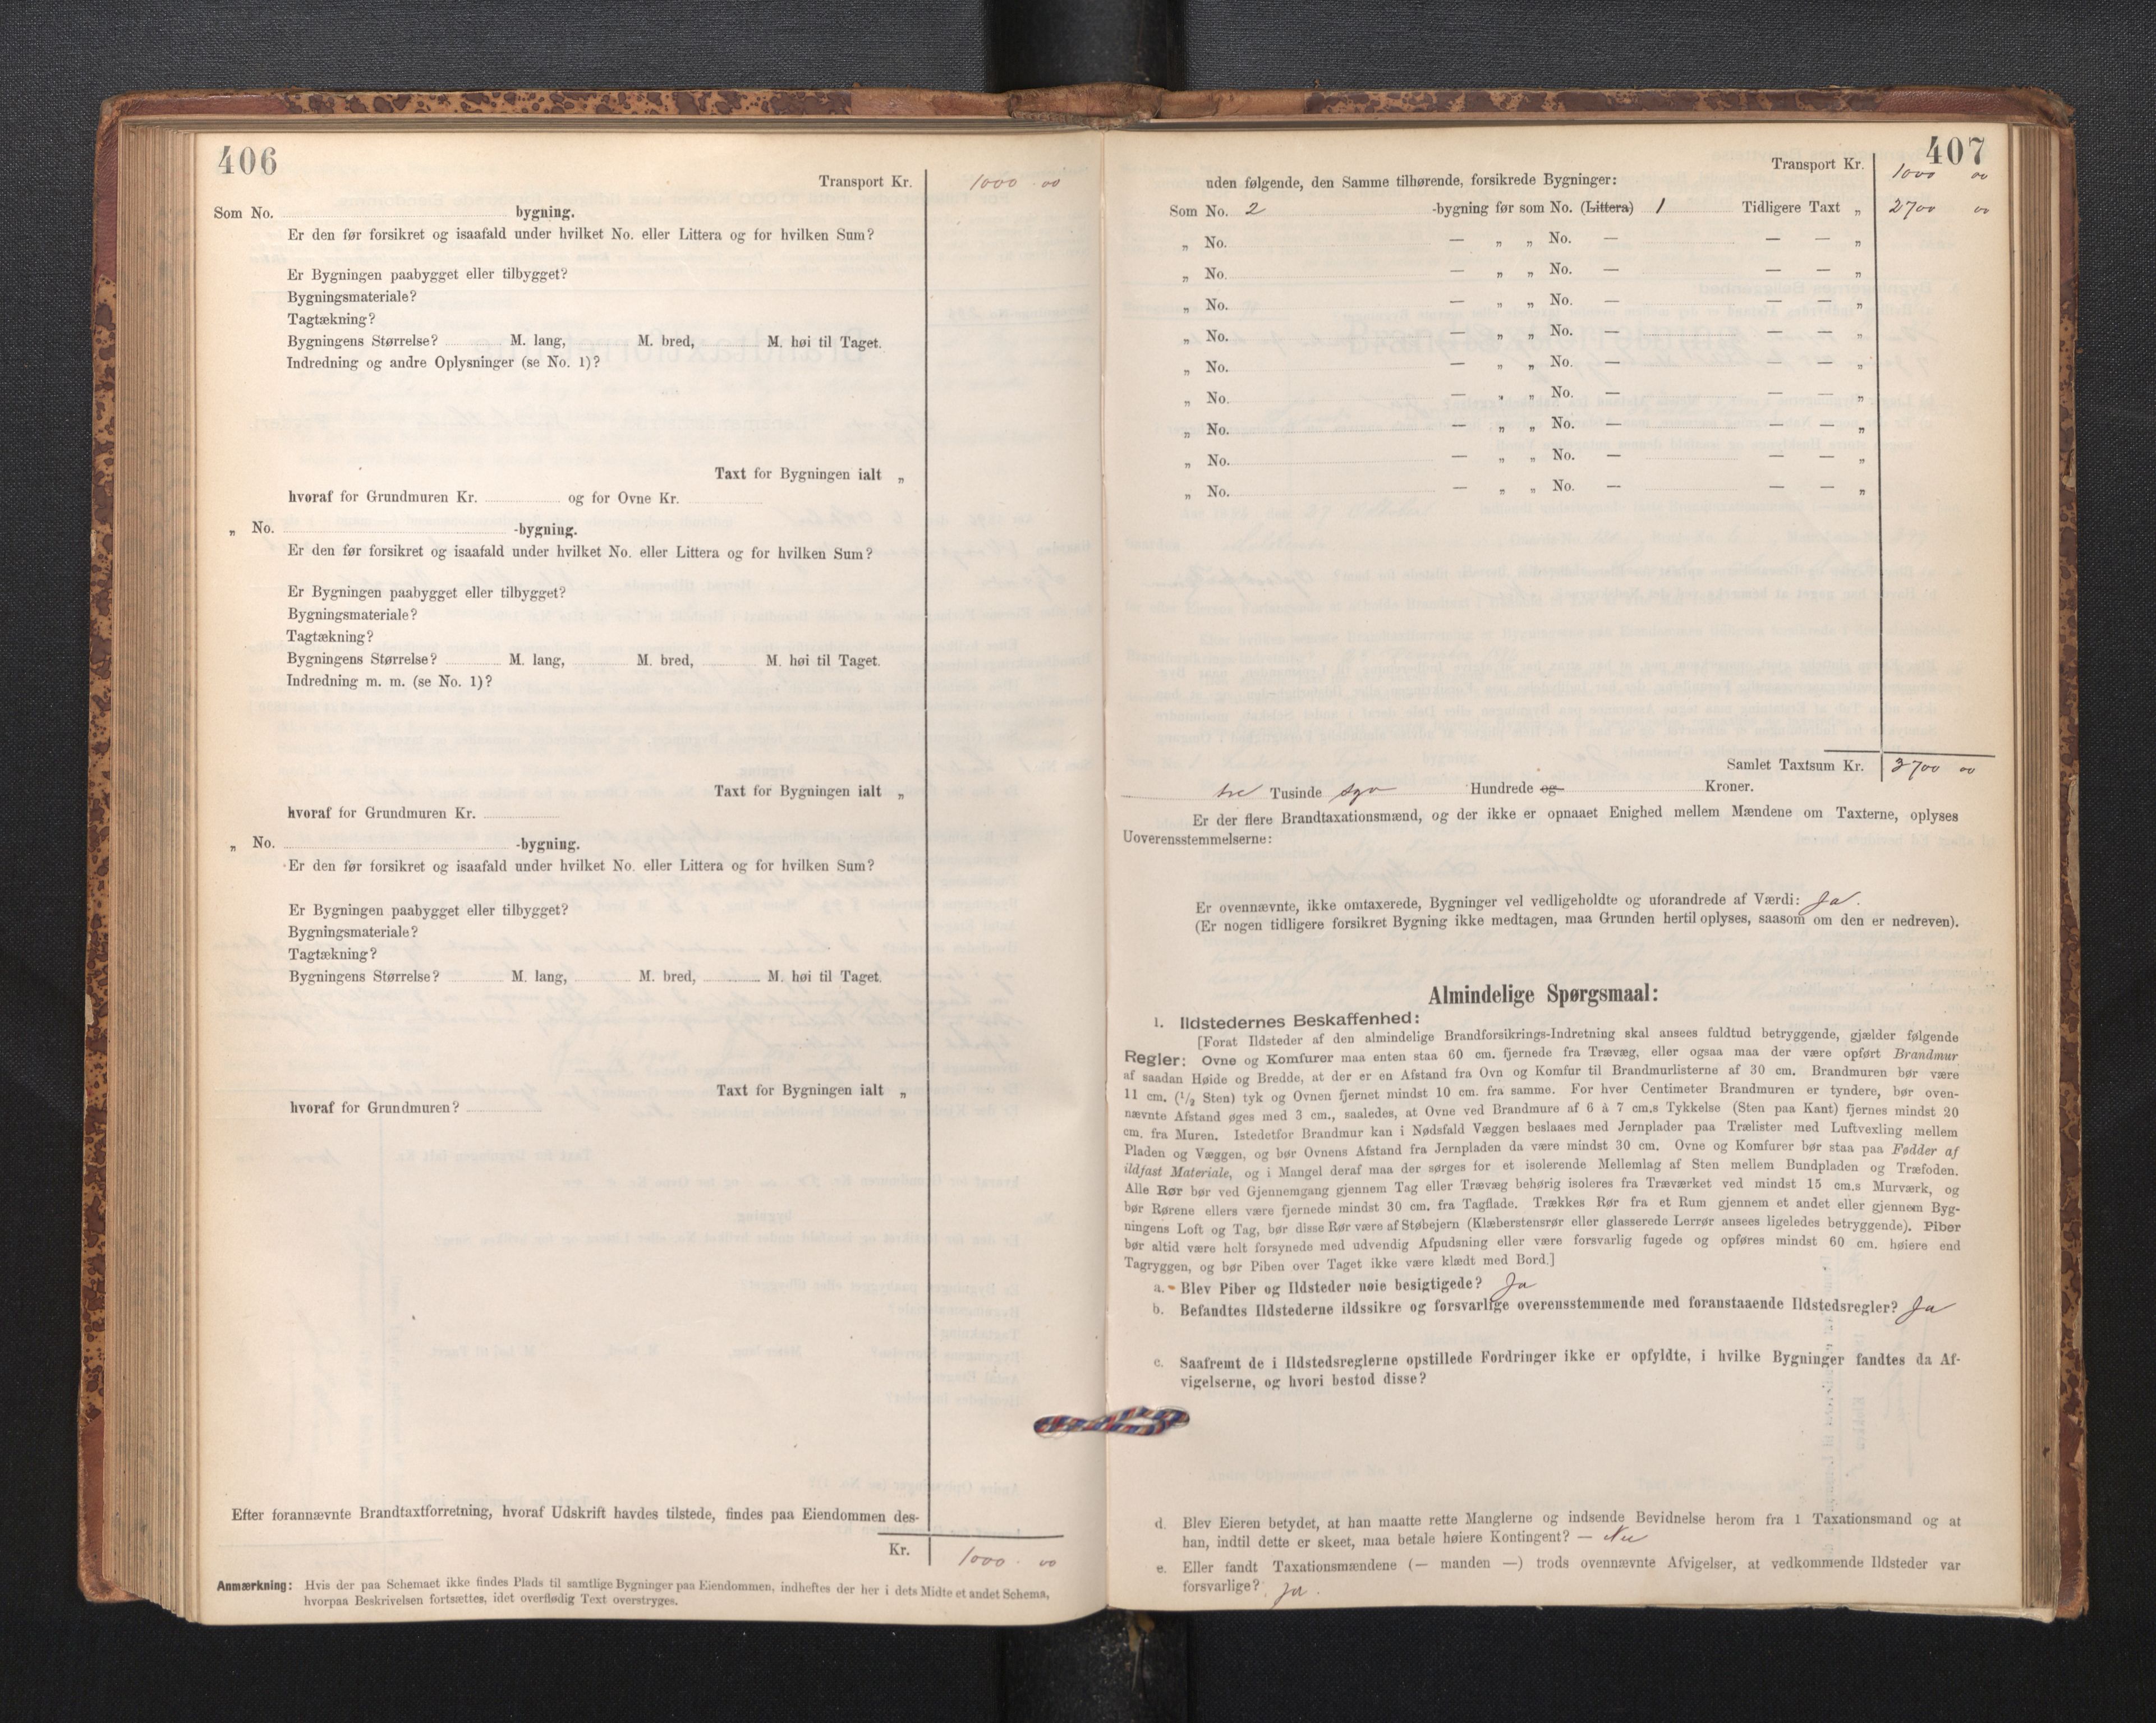 406
Transport Kr. 1000 . 00
Som No. bygning.
Er den før forsikret og isaafald under hvilket No. eller Littera og for hvilken Sum?
Er Bygningen paabygget eller tilbygget?
Bygningsmateriale?
Tagtækning?
Bygningens Størrelse? M. lang, M. bred, M. høi til Taget.
Indredning og andre Oplysninger (se No. 1)?
Taxt for Bygningen ialt „
hvoraf for Grundmuren Kr. og for Ovne Kr.
„ No. -bygning.
Er den før forsikret og isaafald under hvilket No. eller Littera og for hvilken Sum?
Er Bygningen paabygget eller tilbygget?
Bygningsmateriale?
Tagtækning?
Bygningens Størrelse? M. lang, M. bred, M. høi til Taget.
Indredning m. m. (se No. 1)?
Taxt for Bygningen ialt „
hvoraf for Grundmuren Kr.
„ No. -bygning.
Er den før forsikret og isaafald under hvilket No. eller Littera og for hvilken Sum?
Er Bygningen paabygget eller tilbygget?
Bygningsmateriale?
Tagtækning?
Bygningens Størrelse? M. lang, M. bred, M. høi til Taget.
Taxt for Bygningen ialt „
hvoraf for Grundmuren?
Efter forannævnte Brandtaxtforretning, hvoraf Udskrift havdes tilstede, findes paa Eiendommen des-
Kr. 1000 . 00
Anmærkning: Hvis der paa Schemaet ikke findes Plads til samtlige Bygninger paa Eiendommen, indheftes der her i dets Midte et andet Schema,
hvorpaa Beskrivelsen fortsættes, idet overflødig Text overstryges.
407
Transport Kr. 1000 00
uden følgende, den Samme tilhørende, forsikrede Bygninger:
Som No. 2 -bygning før som No. (Littera) 1 Tidligere Taxt „ 2700 00
„ No. — „ „ No. — — — „
„ No. — „ „ No. — — — „
„ No. — „ „ No. — — — „
„ No. — „ „ No. — — — „
„ No. — „ „ No. — — — „
„ No. — „ „ No. — — — „
„ No. — „ „ No. — — — „
„ No. — „ „ No. — — — „
„ No. — „ „ No. — — — „
Samlet Taxtsum Kr. 3700 00
tre Tusinde syv Hundrede og Kroner.
Er der flere Brandtaxationsmænd, og der ikke er opnaaet Enighed mellem Mændene om Taxterne, oplyses
Uoverensstemmelserne:
Er ovennævnte, ikke omtaxerede, Bygninger vel vedligeholdte og uforandrede af Værdi: Ja.
(Er nogen tidligere forsikret Bygning ikke medtagen, maa Grunden hertil oplyses, saasom om den er nedreven).
Almindelige Spørgsmaal:
1. Ildstedernes Beskaffenhed:
[Forat Ildsteder af den almindelige Brandforsikrings-Indretning skal ansees fuldtud betryggende, gjælder følgende
Regler: Ovne og Komfurer maa enten staa 60 cm. fjernede fra Trævæg, eller ogsaa maa der være opført Brandmur
af saadan Høide og Bredde, at der er en Afstand fra Ovn og Komfur til Brandmurlisterne af 30 cm. Brandmuren bør være
11 cm. (1/2 Sten) tyk og Ovnen fjernet mindst 10 cm. fra samme. For hver Centimeter Brandmuren er tyndere, bør oven-
nævnte Afstand øges med 3 cm., saaledes, at Ovne ved Brandmure af 6 à 7 cm.s Tykkelse (Sten paa Kant) fjernes mindst 20
cm. fra Muren. Istedetfor Brandmur kan i Nødsfald Væggen beslaaes med Jernplader paa Trælister med Luftvexling mellem
Pladen og Væggen, og bør Ovnens Afstand fra Jernpladen da være mindst 30 cm. Ovne og Komfurer bør staa paa Fødder af
ildfast Materiale, og i Mangel deraf maa der sørges for et isolerende Mellemlag af Sten mellem Bundpladen og Træfoden.
Alle Rør bør ved Gjennemgang gjennem Tag eller Trævæg behørig isoleres fra Træværket ved mindst 15 cm.s Murværk, og
bør Rørene ellers være fjernede mindst 30 cm. fra Tagflade. Trækkes Rør fra et Rum gjennem et andet eller gjennem Byg-
ningens Loft og Tag, bør disse Rør være af Støbejern (Klæberstensrør eller glasserede Lerrør ansees ligeledes betryggende). Piber
bør altid være helt forsynede med udvendig Afpudsning eller være forsvarlig fugede og opføres mindst 60 cm. høiere end
Tagryggen, og bør Piben over Taget ikke være klædt med Bord.]
a. Blev Piber og Ildsteder nøie besigtigede? Ja
b. Befandtes Ildstederne ildssikre og forsvarlige overensstemmende med foranstaaende Ildstedsregler? Ja
c. Saafremt de i Ildstedsreglerne opstillede Fordringer ikke er opfyldte, i hvilke Bygninger fandtes da Af-
vigelserne, og hvori bestod disse?
d. Blev Eieren betydet, at han maatte rette Manglerne og indsende Bevidnelse herom fra 1 Taxationsmand og at
han, indtil dette er skeet, maa betale høiere Kontingent? — Nei
e. Eller fandt Taxationsmændene (— manden —) trods ovennævnte Afvigelser, at vedkommende Ildsteder var
forsvarlige? Ja.